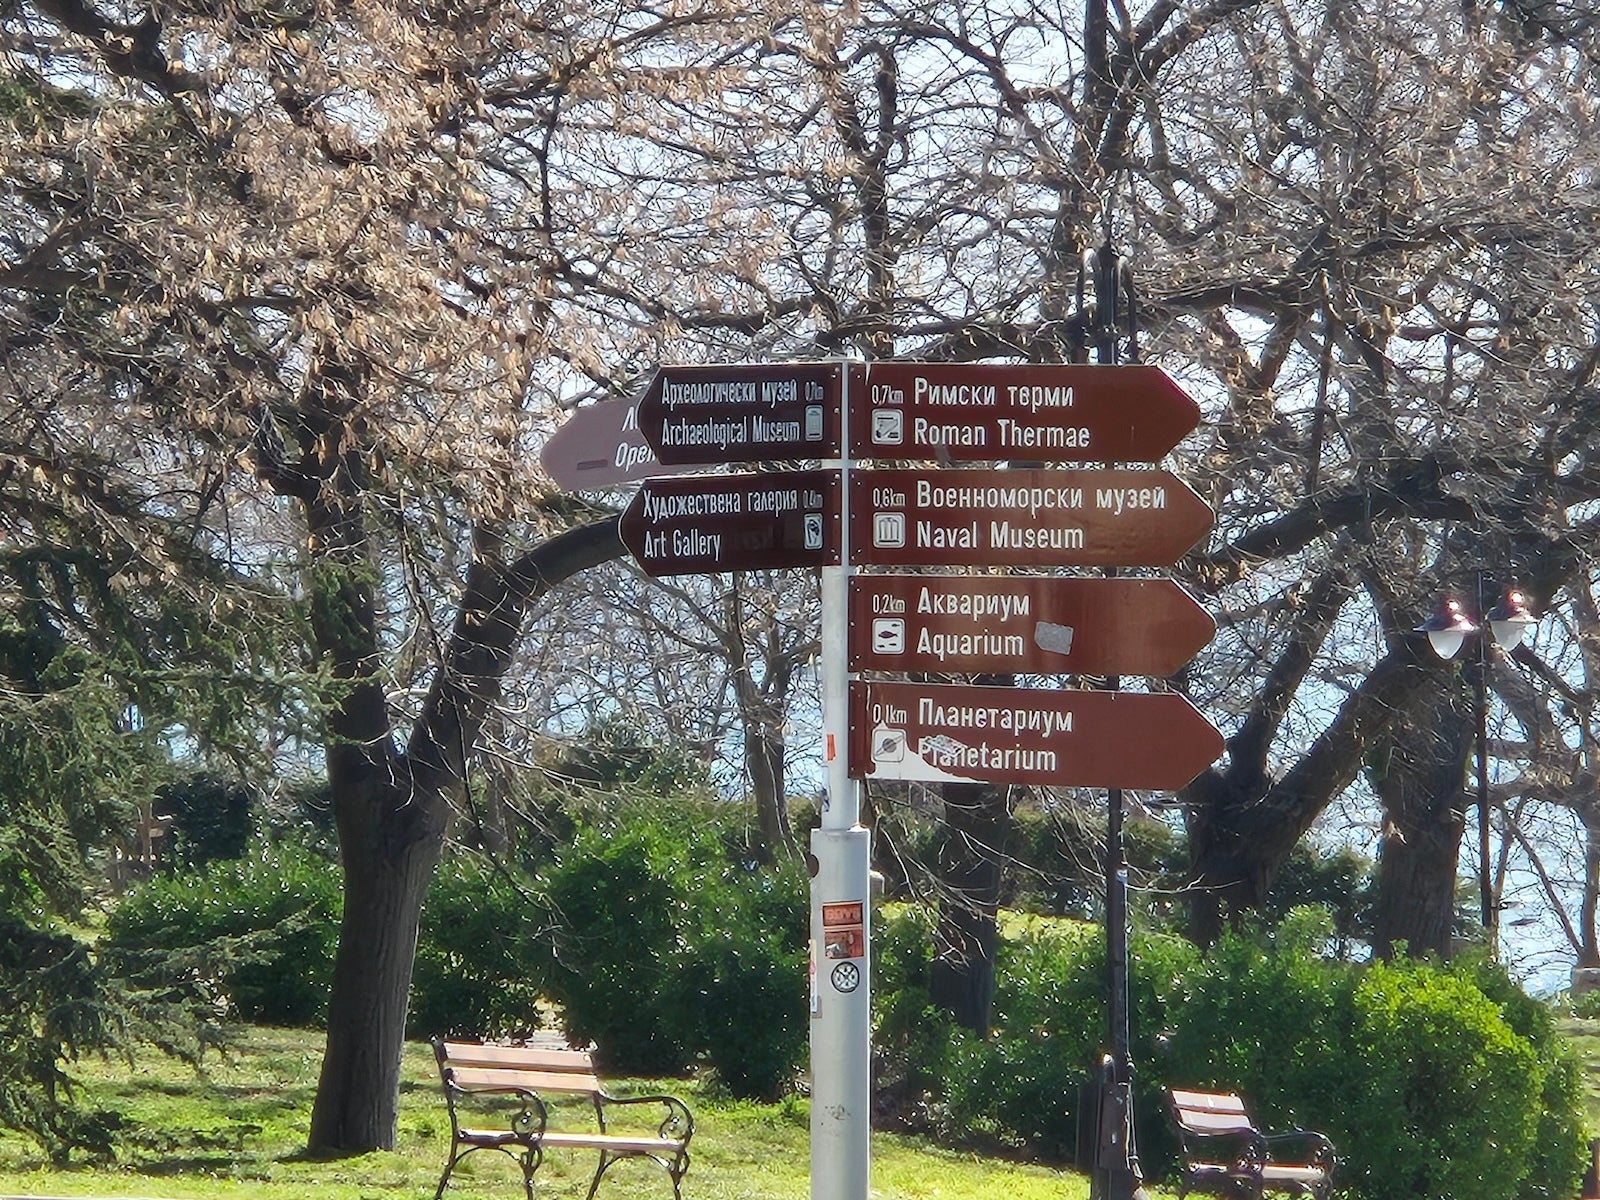 Археологически музей 0,7km
Archaeological Museum
Художествена галерия 0,4km
Art Gallery
0,7km Римски терми
Roman Thermae
0,6km Военноморски музей
Naval Museum
0,2km Аквариум
Aquarium
0,1km Планетариум
Planetarium